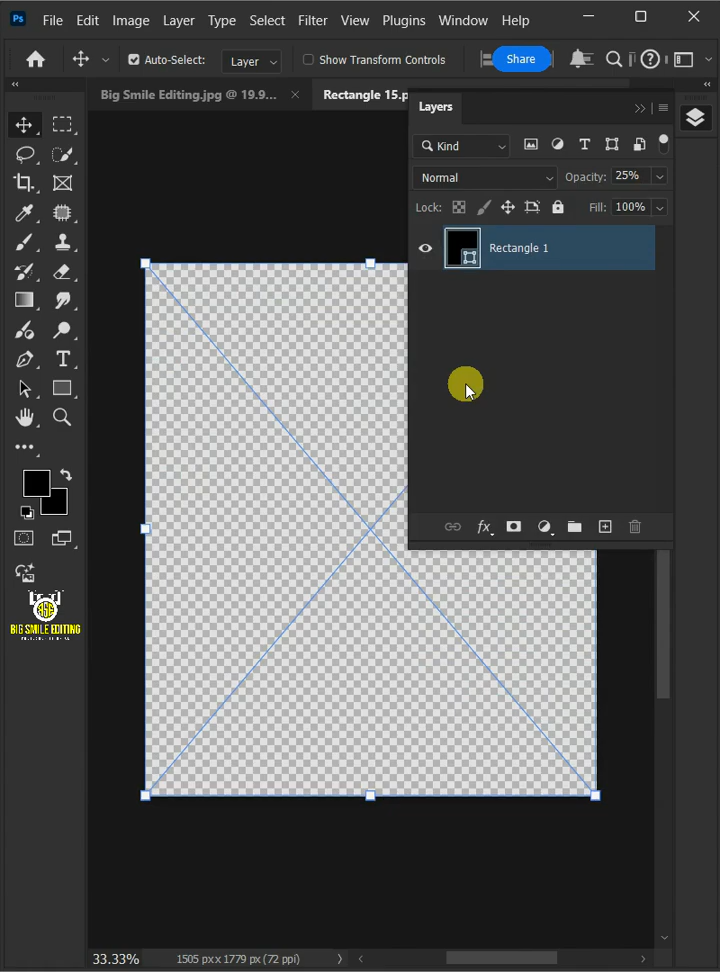 Ps File Edit Image Layer Type Select Filter View Plugins Window Help
Auto-Select: Layer Show Transform Controls Share
Big Smile Editing.jpg @ 19.9... Rectangle 15.p
Layers
Kind
Normal Opacity: 25%
Lock: Fill: 100%
Rectangle 1
BIG SMILE EDITING
33.33% 1505 px x 1779 px (72 ppi)